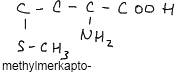 C - C - C - COOH
S-CH3 NH2
methylmerkapto-